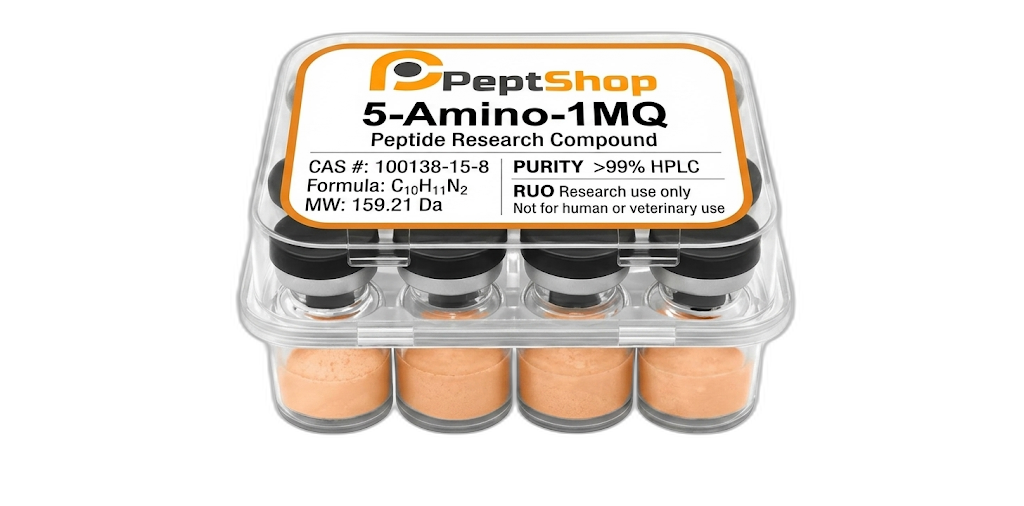 PeptShop
5-Amino-1MQ
Peptide Research Compound
CAS #: 100138-15-8
Formula: C₁₀H₁₁N₂
MW: 159.21 Da
PURITY >99% HPLC
RUO Research use only
Not for human or veterinary use